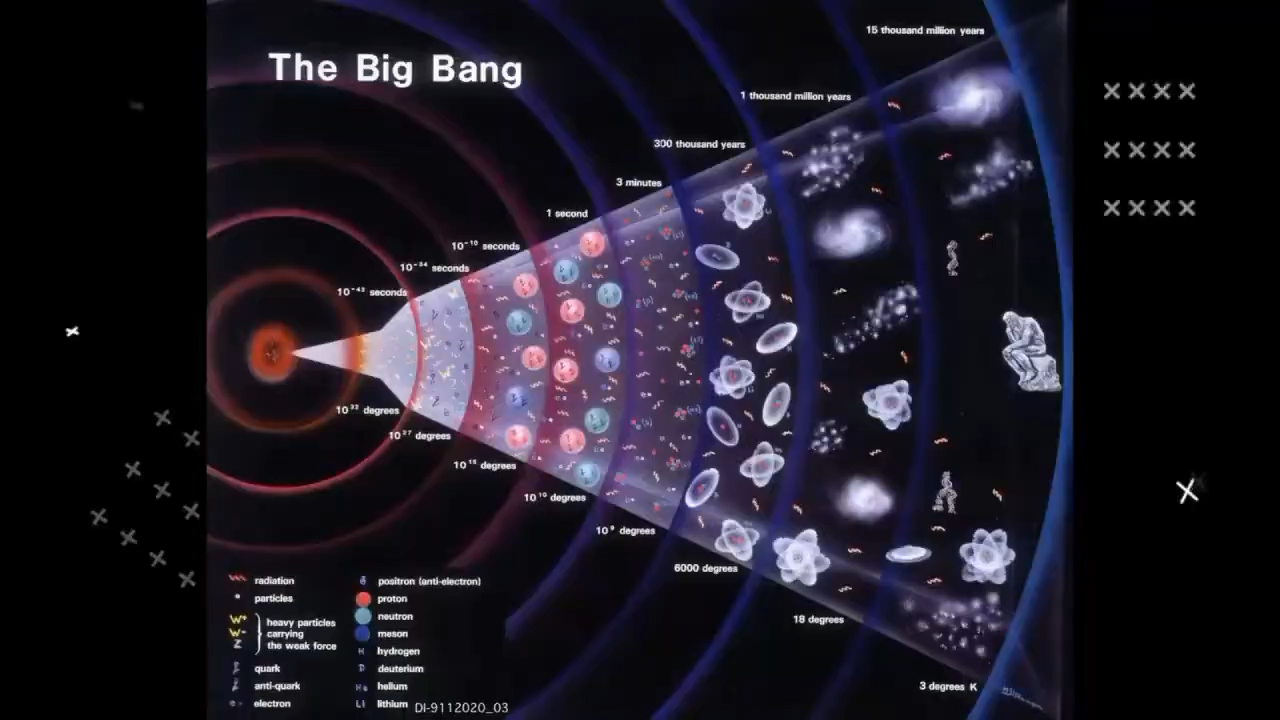 The Big Bang
15 thousand million years
1 thousand million years
300 thousand years
3 minutes
1 second
10⁻¹⁰ seconds
10⁻³⁴ seconds
10⁻⁴³ seconds
10³² degrees
10²⁷ degrees
10¹⁵ degrees
10¹⁰ degrees
10⁹ degrees
6000 degrees
18 degrees
3 degrees K
radiation
particles
W⁺
W⁻
Z
heavy particles
carrying
the weak force
quark
anti-quark
e⁻ electron
positron (anti-electron)
proton
neutron
meson
H hydrogen
D deuterium
He helium
Li lithium
DI-9112020_03